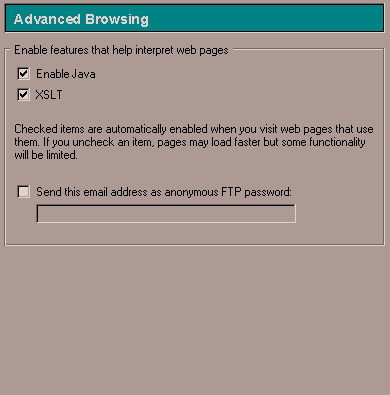 Advanced Browsing
Enable features that help interpret web pages
Enable Java
XSLT
Checked items are automatically enabled when you visit web pages that use
them. If you uncheck an item, pages may load faster but some functionality
will be limited.
Send this email address as anonymous FTP password: